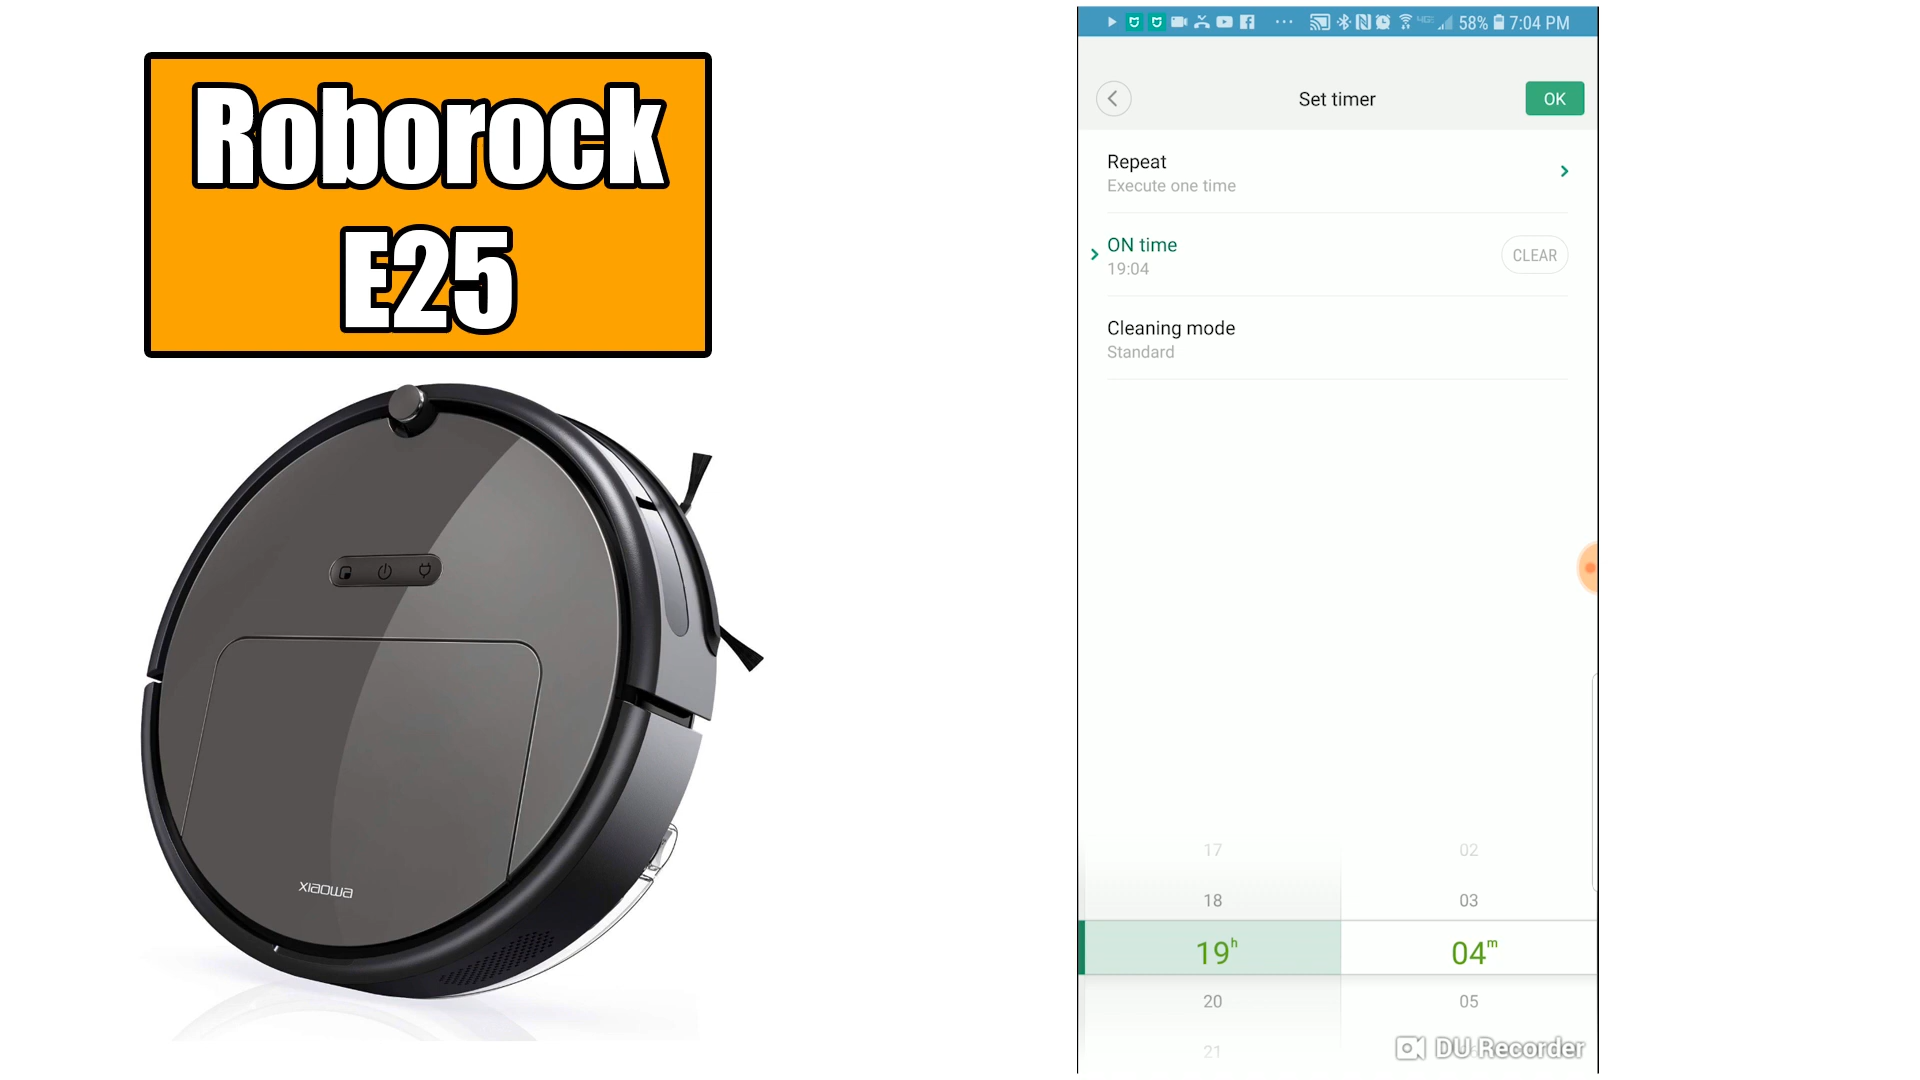 Roborock
E25
xiaowa
58% 7:04 PM
Set timer
OK
Repeat
Execute one time
ON time
19:04
CLEAR
Cleaning mode
Standard
17 02
18 03
19h 04m
20 05
21
DU Recorder